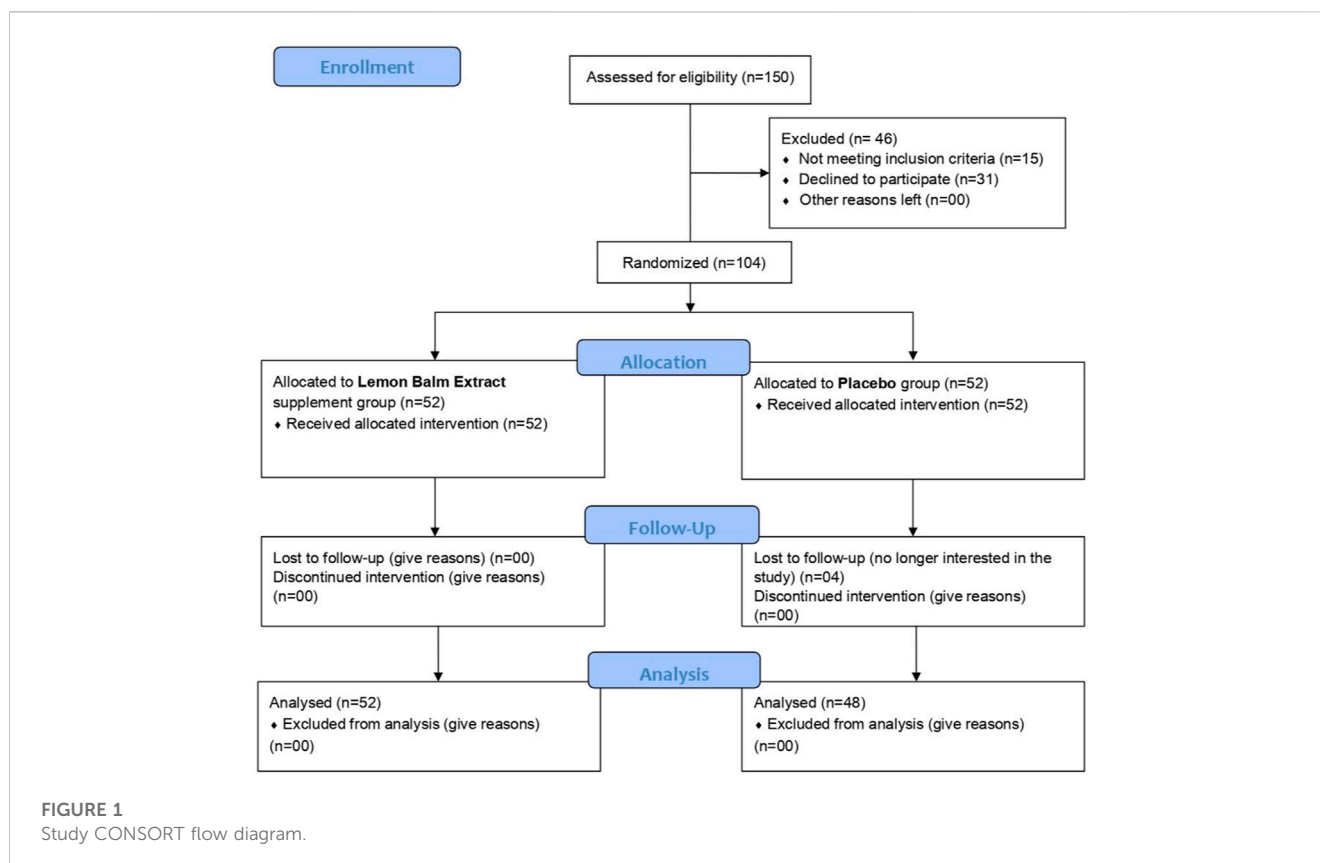 Enrollment
Assessed for eligibility (n=150)
Excluded (n= 46)
♦ Not meeting inclusion criteria (n=15)
♦ Declined to participate (n=31)
♦ Other reasons left (n=00)
Randomized (n=104)
Allocation
Allocated to Lemon Balm Extract
supplement group (n=52)
♦ Received allocated intervention (n=52)
Allocated to Placebo group (n=52)
♦ Received allocated intervention (n=52)
Follow-Up
Lost to follow-up (give reasons) (n=00)
Discontinued intervention (give reasons)
(n=00)
Lost to follow-up (no longer interested in the
study) (n=04)
Discontinued intervention (give reasons)
(n=00)
Analysis
Analysed (n=52)
♦ Excluded from analysis (give reasons)
(n=00)
Analysed (n=48)
♦ Excluded from analysis (give reasons)
(n=00)
FIGURE 1
Study CONSORT flow diagram.